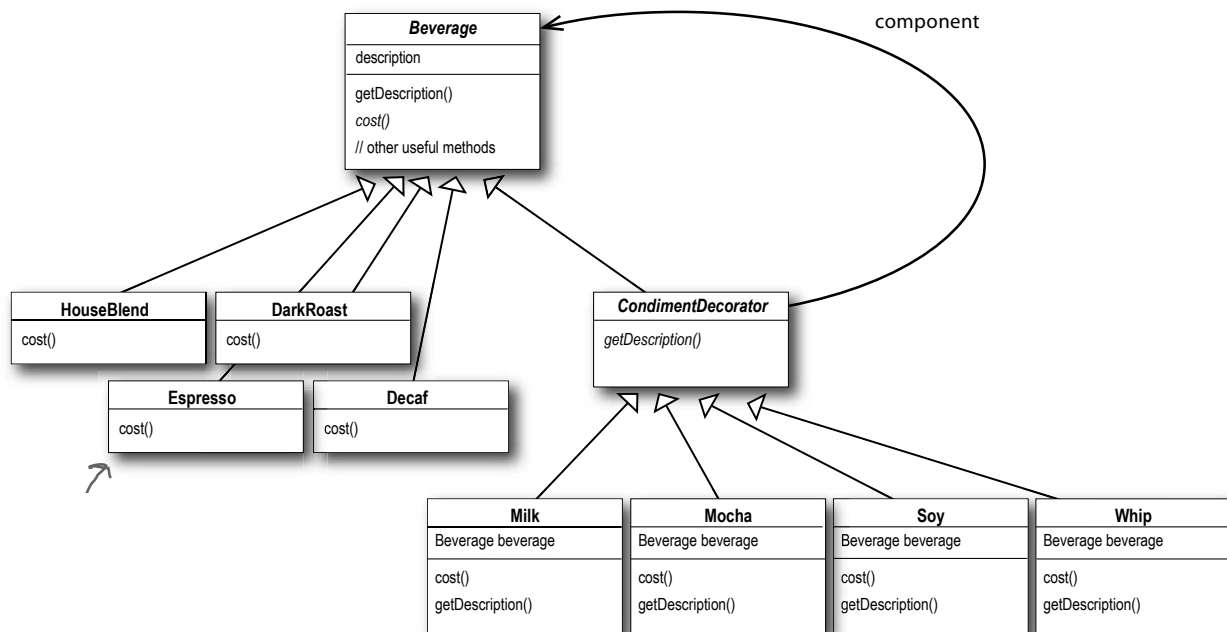 component
Beverage
description
getDescription()
cost()
// other useful methods
HouseBlend
cost()
DarkRoast
cost()
Espresso
cost()
Decaf
cost()
CondimentDecorator
getDescription()
Milk
Beverage beverage
cost()
getDescription()
Mocha
Beverage beverage
cost()
getDescription()
Soy
Beverage beverage
cost()
getDescription()
Whip
Beverage beverage
cost()
getDescription()